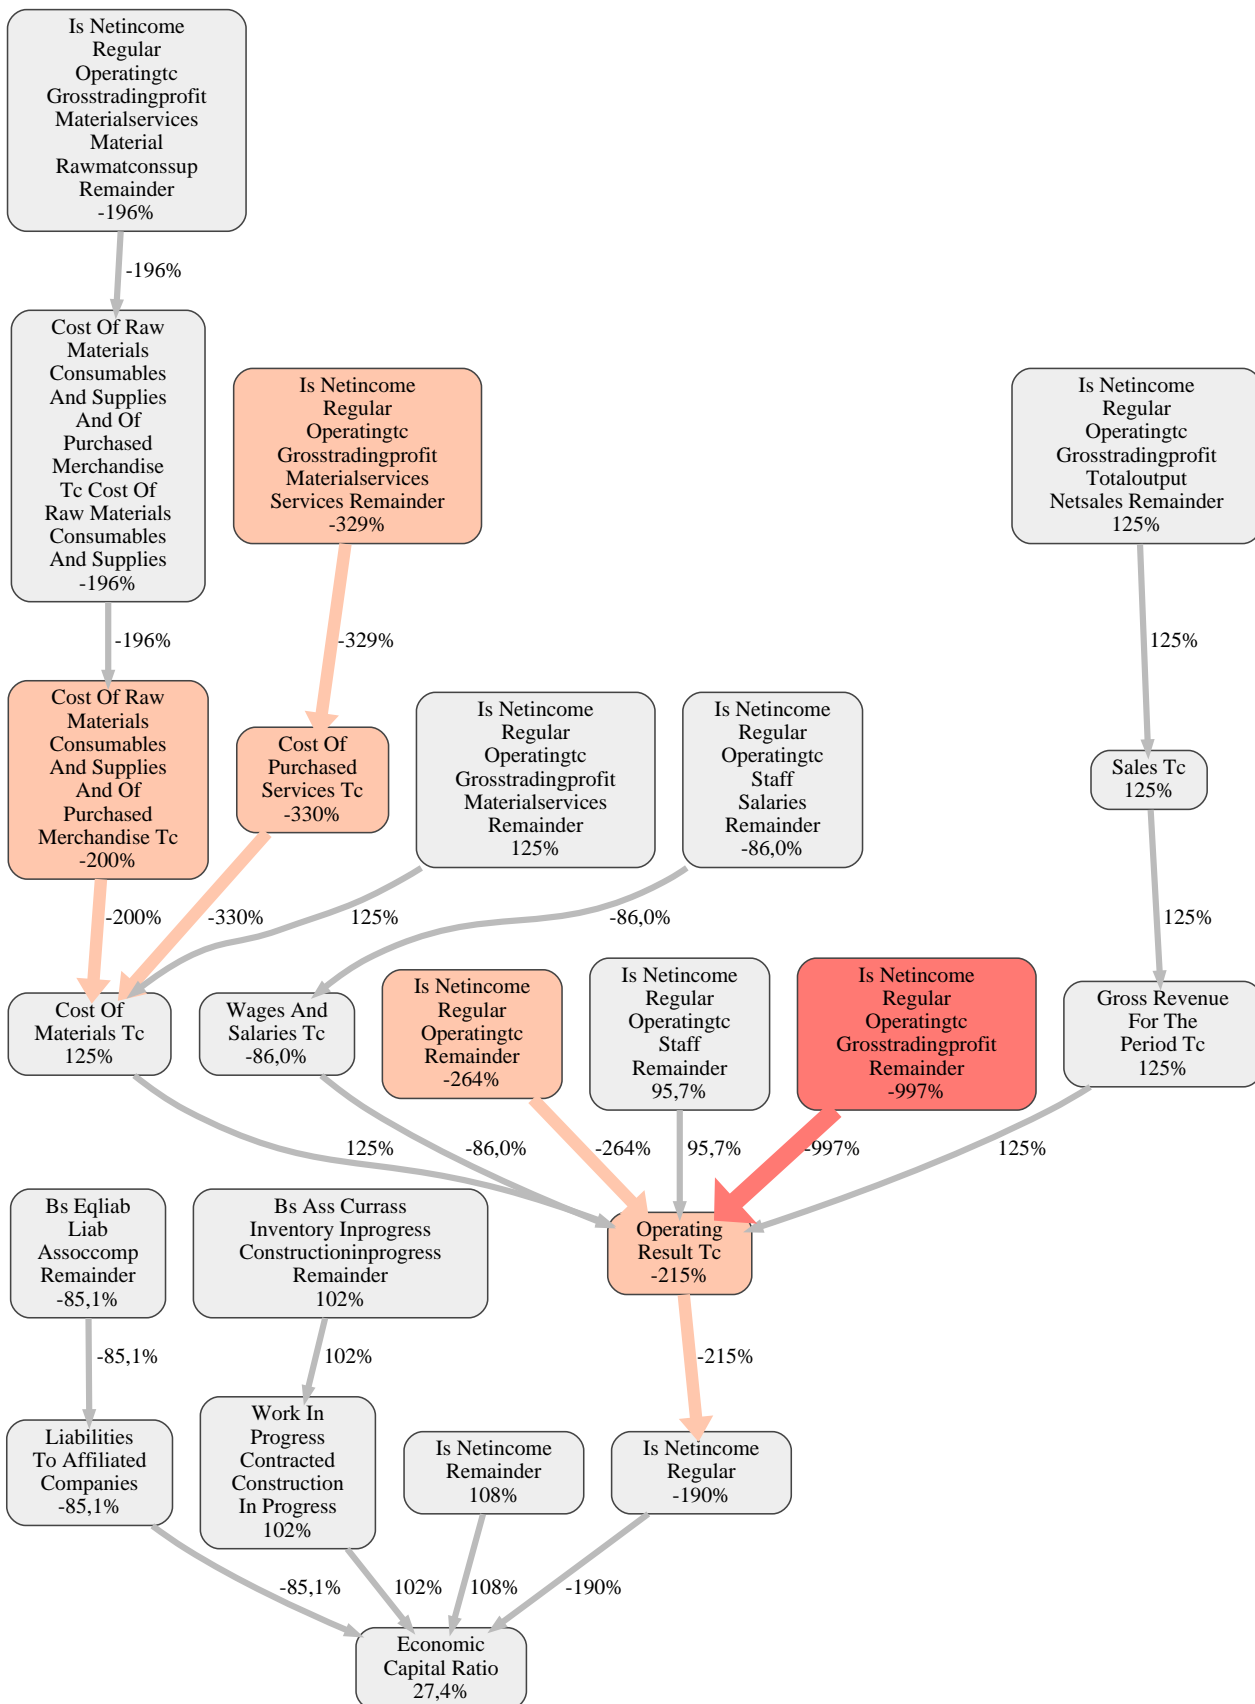 Is Netincome
Regular
Operatingtc
Grosstradingprofit
Materialservices
Material
Rawmatconssup
Remainder
-196%
-196%
Cost Of Raw
Materials
Consumables
And Supplies
And Of
Purchased
Merchandise
Tc Cost Of
Raw Materials
Consumables
And Supplies
-196%
Is Netincome
Regular
Operatingtc
Grosstradingprofit
Materialservices
Services Remainder
-329%
Is Netincome
Regular
Operatingtc
Grosstradingprofit
Totaloutput
Netsales Remainder
125%
-196%
-329%
125%
Cost Of Raw
Materials
Consumables
And Supplies
And Of
Purchased
Merchandise Tc
-200%
Cost Of
Purchased
Services Tc
-330%
Is Netincome
Regular
Operatingtc
Grosstradingprofit
Materialservices
Remainder
125%
Is Netincome
Regular
Operatingtc
Staff
Salaries
Remainder
-86,0%
Sales Tc
125%
-200%
-330%
125%
-86,0%
125%
Cost Of
Materials Tc
125%
Wages And
Salaries Tc
-86,0%
Is Netincome
Regular
Operatingtc
Remainder
-264%
Is Netincome
Regular
Operatingtc
Staff
Remainder
95,7%
Is Netincome
Regular
Operatingtc
Grosstradingprofit
Remainder
-997%
Gross Revenue
For The
Period Tc
125%
125%
-86,0%
-264%
95,7%
-997%
125%
Bs Eqliab
Liab
Assoccomp
Remainder
-85,1%
Bs Ass Currass
Inventory Inprogress
Constructioninprogress
Remainder
102%
Operating
Result Tc
-215%
-85,1%
102%
-215%
Liabilities
To Affiliated
Companies
-85,1%
Work In
Progress
Contracted
Construction
In Progress
102%
Is Netincome
Remainder
108%
Is Netincome
Regular
-190%
-85,1%
102%
108%
-190%
Economic
Capital Ratio
27,4%